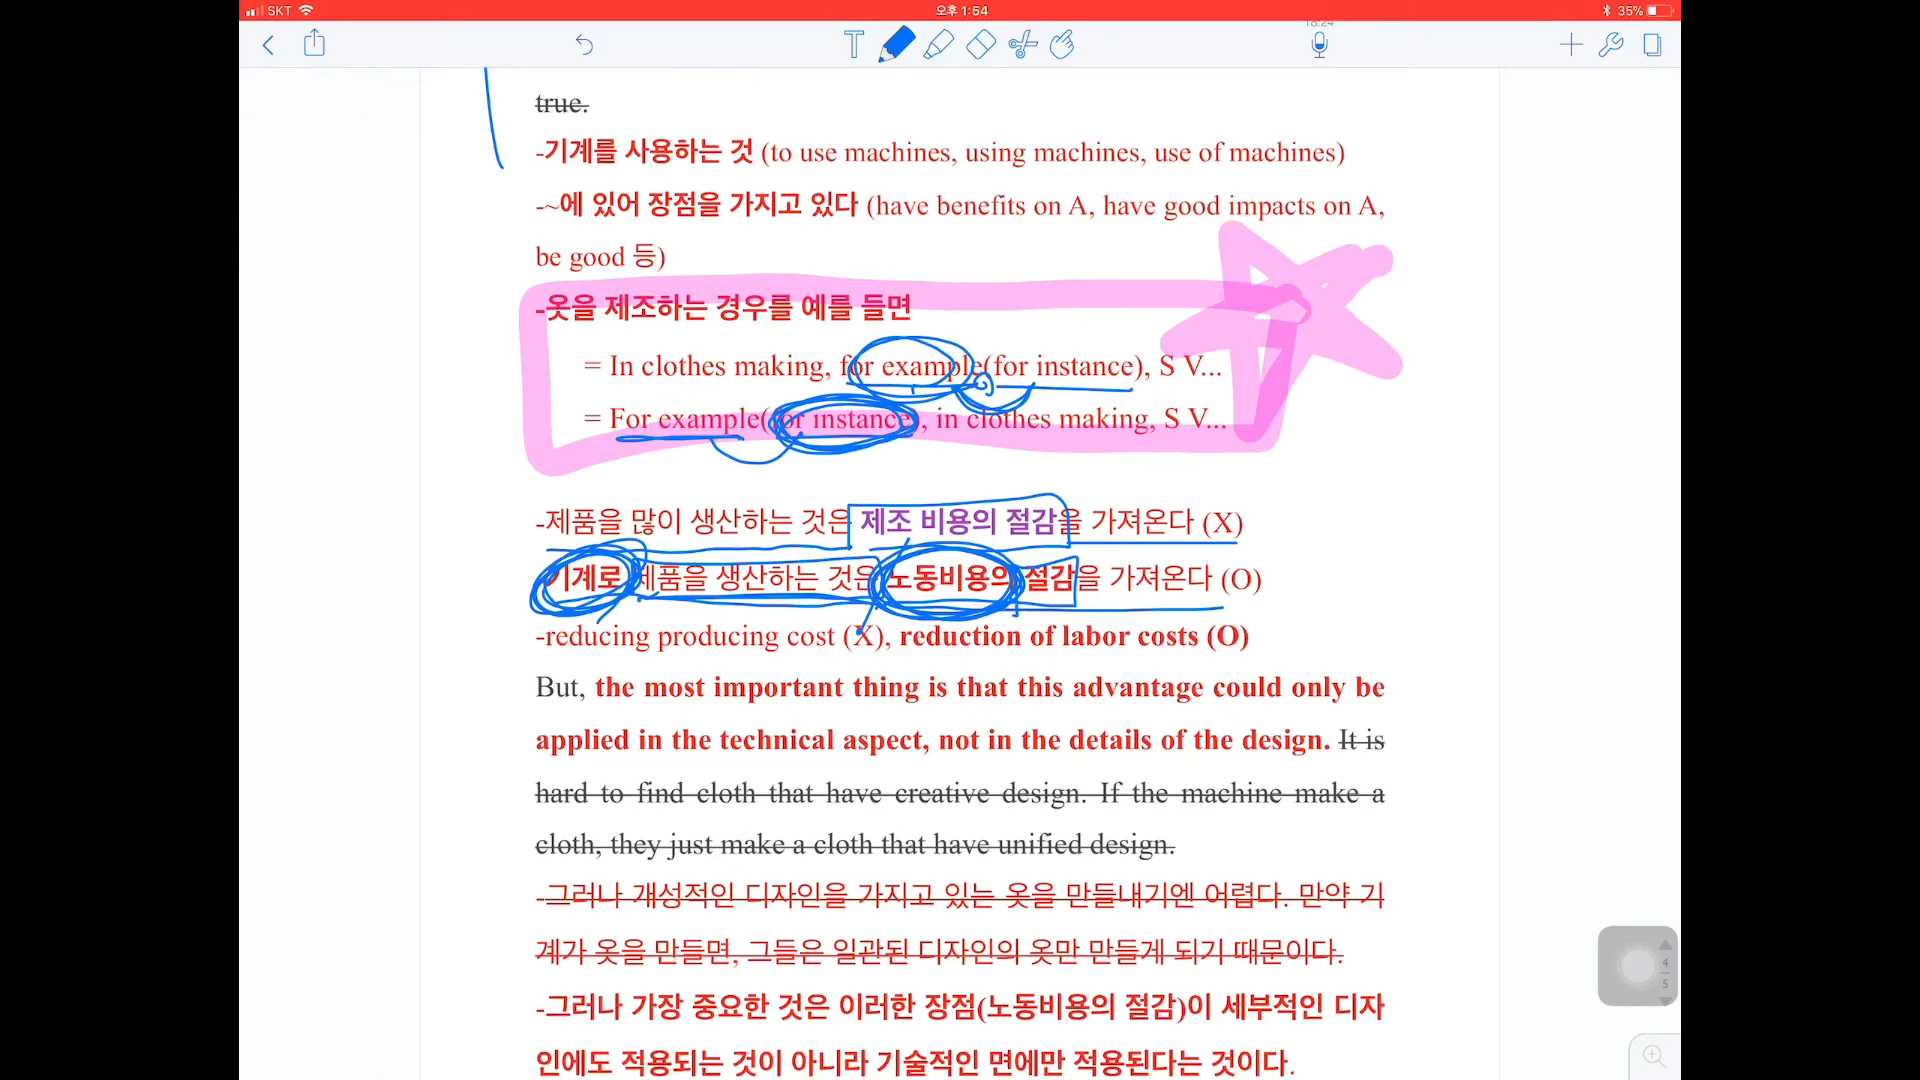 SKT 오후 1:54 35%
18:24
T
true.
-기계를 사용하는 것 (to use machines, using machines, use of machines)
-~에 있어 장점을 가지고 있다 (have benefits on A, have good impacts on A,
be good 등)
-옷을 제조하는 경우를 예를 들면
= In clothes making, for example(for instance), S V...
= For example(for instance), in clothes making, S V...
-제품을 많이 생산하는 것은 제조 비용의 절감을 가져온다 (X)
기계로 제품을 생산하는 것은 노동비용의 절감을 가져온다 (O)
-reducing producing cost (X), reduction of labor costs (O)
But, the most important thing is that this advantage could only be
applied in the technical aspect, not in the details of the design. It is
hard to find cloth that have creative design. If the machine make a
cloth, they just make a cloth that have unified design.
-그러나 개성적인 디자인을 가지고 있는 옷을 만들내기엔 어렵다. 만약 기
계가 옷을 만들면, 그들은 일관된 디자인의 옷만 만들게 되기 때문이다.
-그러나 가장 중요한 것은 이러한 장점(노동비용의 절감)이 세부적인 디자
인에도 적용되는 것이 아니라 기술적인 면에만 적용된다는 것이다.
4
5